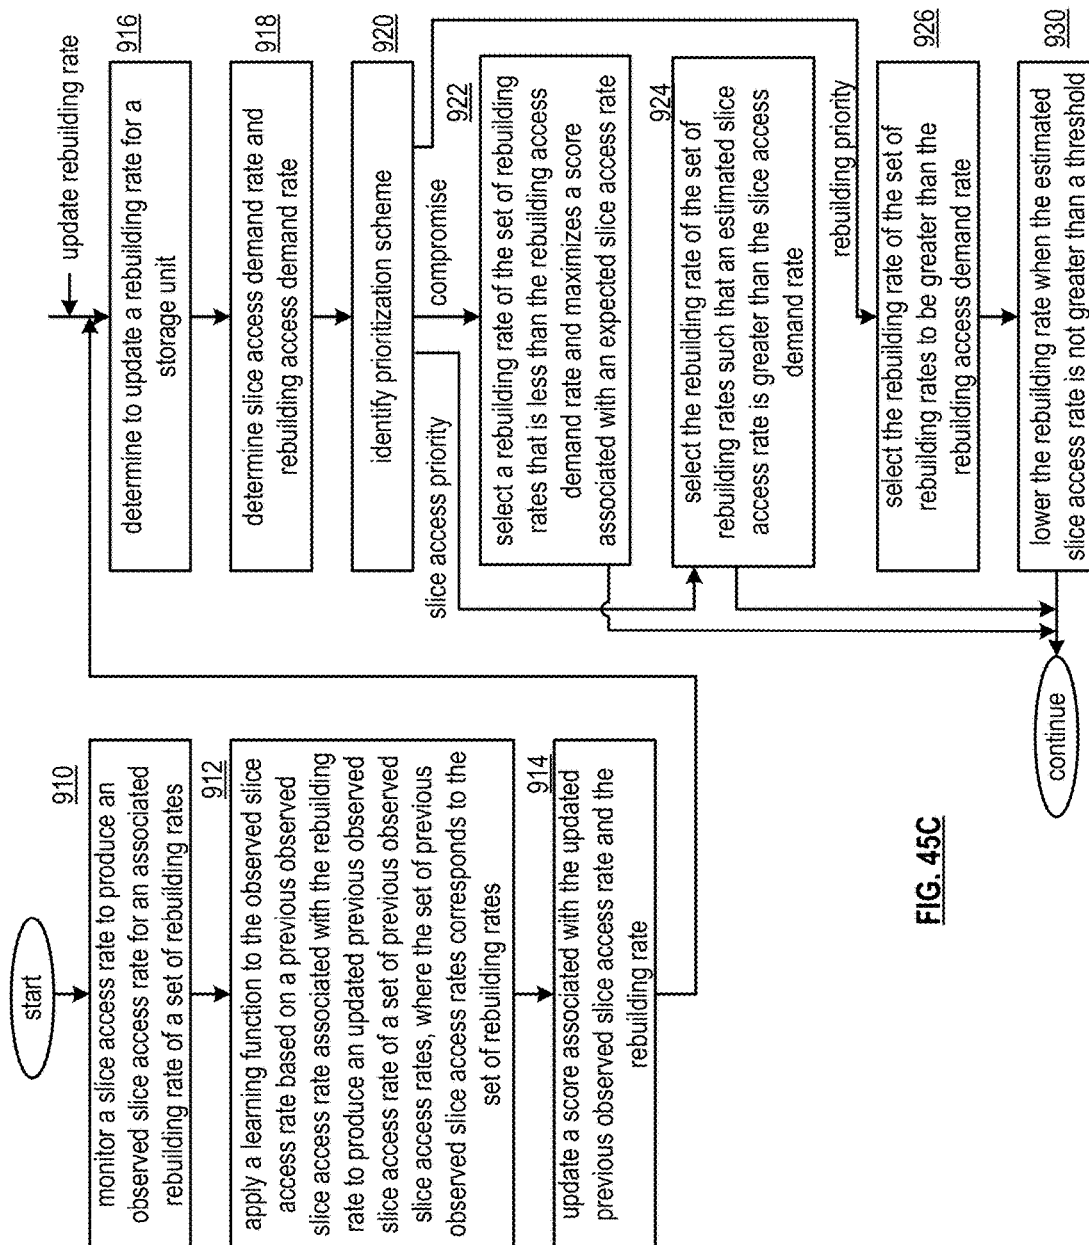 start
910
monitor a slice access rate to produce an
observed slice access rate for an associated
rebuilding rate of a set of rebuilding rates
912
apply a learning function to the observed slice
access rate based on a previous observed
slice access rate associated with the rebuilding
rate to produce an updated previous observed
slice access rate of a set of previous observed
slice access rates, where the set of previous
observed slice access rates corresponds to the
set of rebuilding rates
914
update a score associated with the updated
previous observed slice access rate and the
rebuilding rate
update rebuilding rate
916
determine to update a rebuilding rate for a
storage unit
918
determine slice access demand rate and
rebuilding access demand rate
920
identify prioritization scheme
slice access priority
compromise
rebuilding priority
922
select a rebuilding rate of the set of rebuilding
rates that is less than the rebuilding access
demand rate and maximizes a score
associated with an expected slice access rate
924
select the rebuilding rate of the set of
rebuilding rates such that an estimated slice
access rate is greater than the slice access
demand rate
926
select the rebuilding rate of the set of
rebuilding rates to be greater than the
rebuilding access demand rate
930
lower the rebuilding rate when the estimated
slice access rate is not greater than a threshold
continue
FIG. 45C